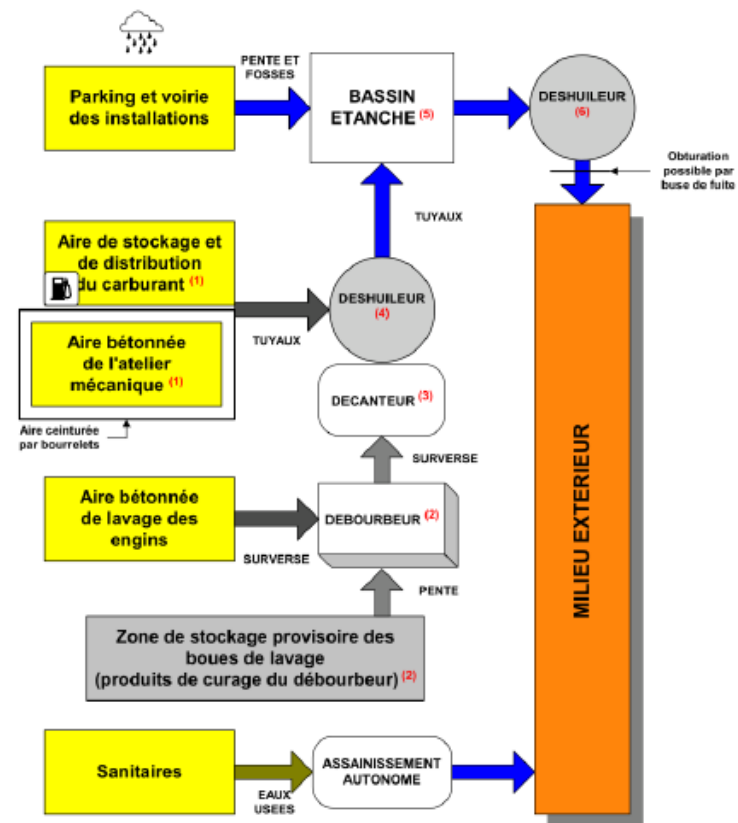 PENTE ET
FOSSES
Parking et voirie
des installations
BASSIN
ETANCHE (5)
DESHUILEUR
(6)
Obturation
possible par
buse de fuite
TUYAUX
Aire de stockage et
de distribution
du carburant (1)
DESHUILEUR
(4)
TUYAUX
Aire bétonnée
de l'atelier
mécanique (1)
Aire ceinturée
par bourrelets
DECANTEUR (3)
SURVERSE
Aire bétonnée
de lavage des
engins
DEBOURBEUR (2)
SURVERSE
PENTE
Zone de stockage provisoire des
boues de lavage
(produits de curage du débourbeur) (2)
MILIEU EXTERIEUR
Sanitaires
EAUX
USEES
ASSAINISSEMENT
AUTONOME